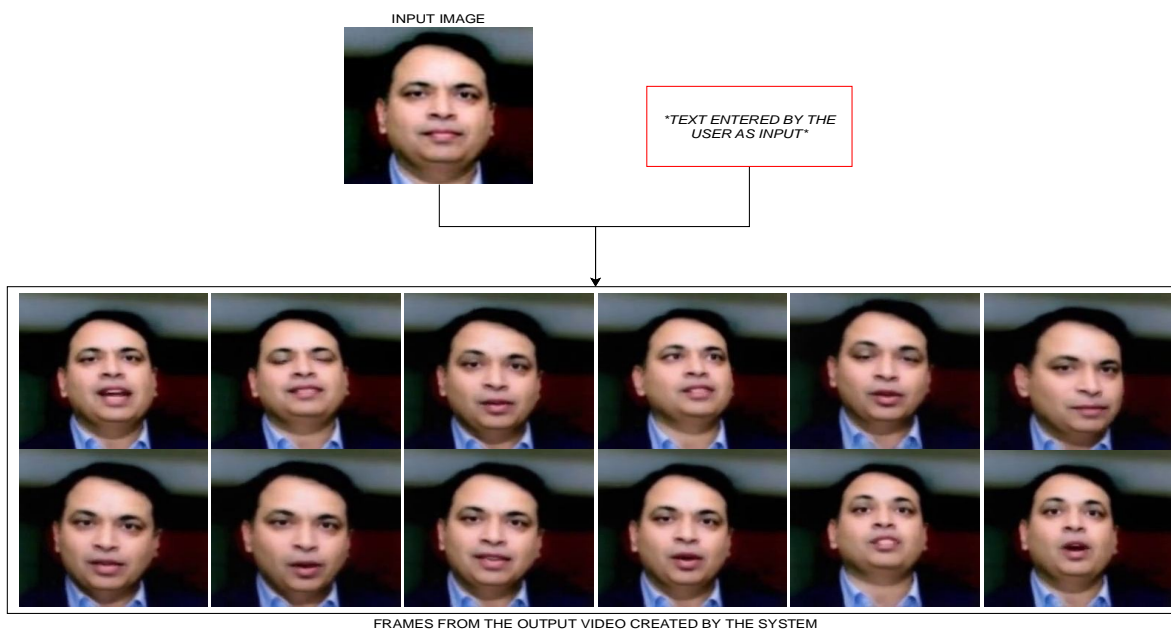 INPUT IMAGE
*TEXT ENTERED BY THE
USER AS INPUT*
FRAMES FROM THE OUTPUT VIDEO CREATED BY THE SYSTEM